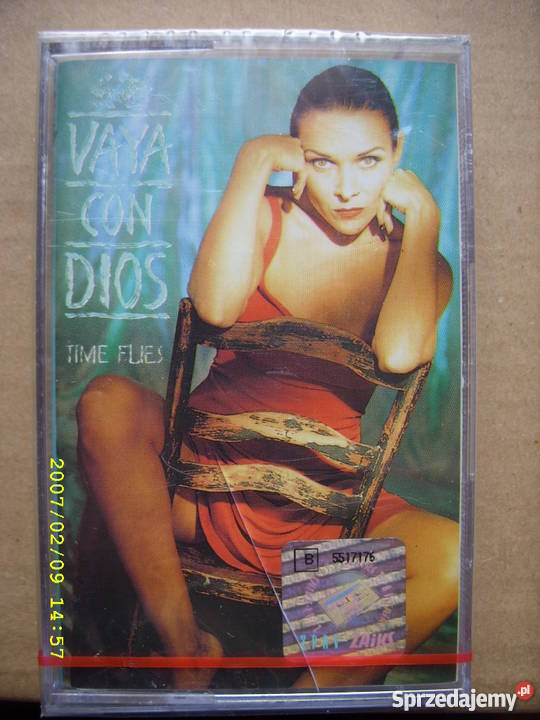 VAYA
CON
DIOS
TIME FLIES
2007/02/09 14:57
B 5517176
ZAiKS
Sprzedajemy.pl